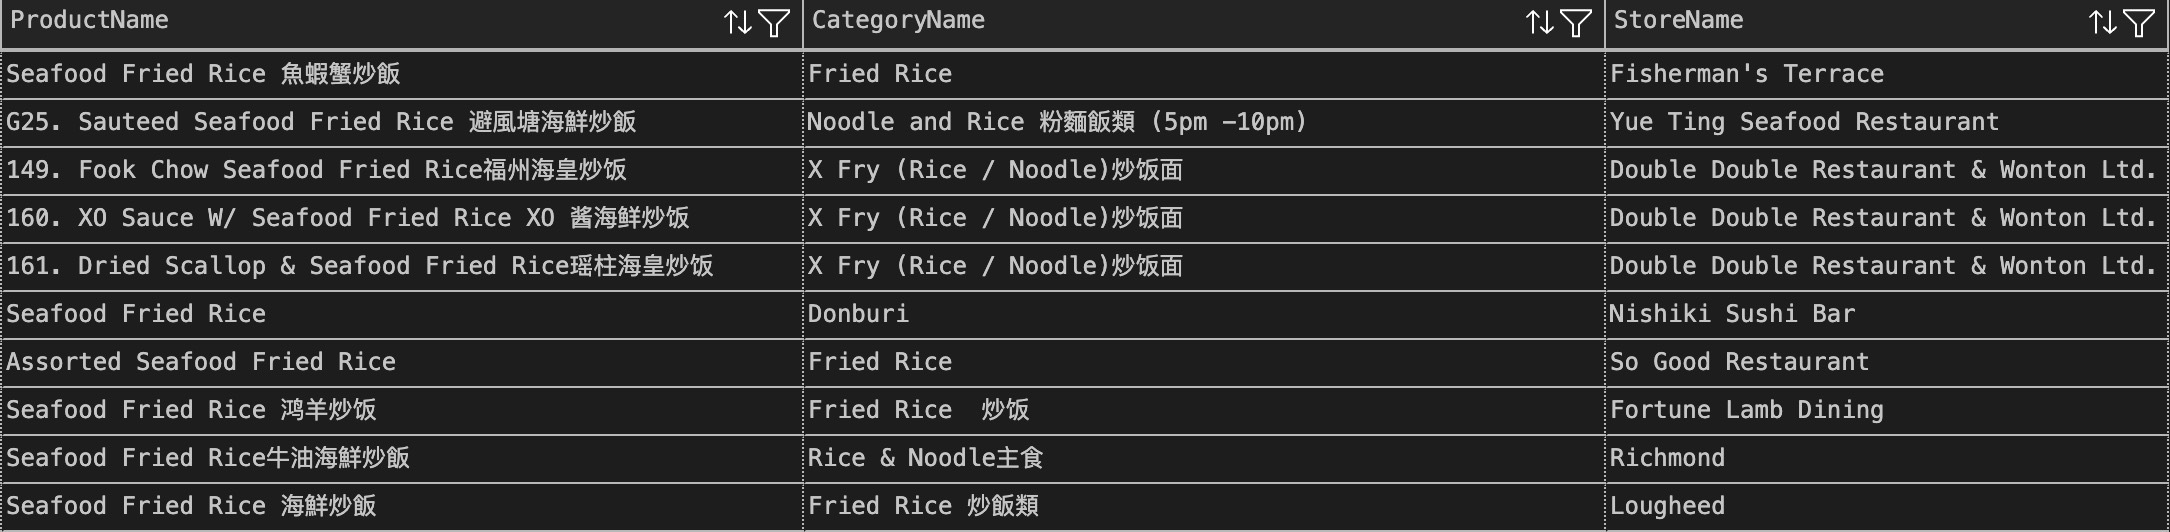 ProductName CategoryName StoreName
Seafood Fried Rice 魚蝦蟹炒飯 Fried Rice Fisherman's Terrace
G25. Sauteed Seafood Fried Rice 避風塘海鮮炒飯 Noodle and Rice 粉麵飯類 (5pm -10pm) Yue Ting Seafood Restaurant
149. Fook Chow Seafood Fried Rice福州海皇炒饭 X Fry (Rice / Noodle)炒饭面 Double Double Restaurant & Wonton Ltd.
160. XO Sauce W/ Seafood Fried Rice XO 酱海鲜炒饭 X Fry (Rice / Noodle)炒饭面 Double Double Restaurant & Wonton Ltd.
161. Dried Scallop & Seafood Fried Rice瑶柱海皇炒饭 X Fry (Rice / Noodle)炒饭面 Double Double Restaurant & Wonton Ltd.
Seafood Fried Rice Donburi Nishiki Sushi Bar
Assorted Seafood Fried Rice Fried Rice So Good Restaurant
Seafood Fried Rice 鸿羊炒饭 Fried Rice  炒饭 Fortune Lamb Dining
Seafood Fried Rice牛油海鮮炒飯 Rice & Noodle主食 Richmond
Seafood Fried Rice 海鮮炒飯 Fried Rice 炒飯類 Lougheed